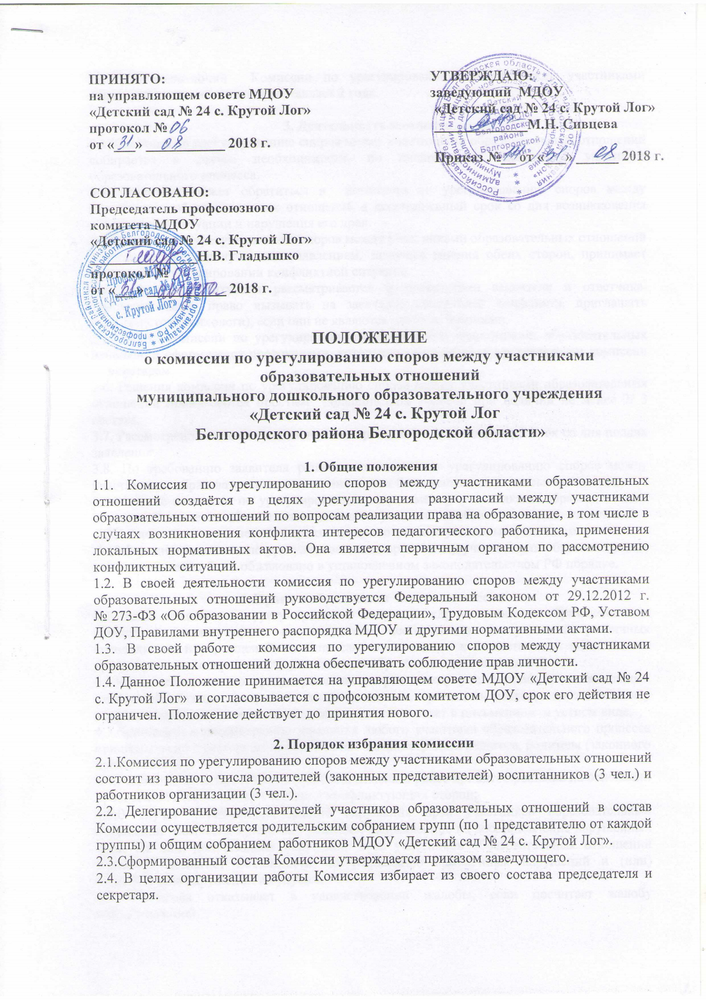 ПРИНЯТО:
на управляющем совете МДОУ
«Детский сад № 24 с. Крутой Лог»
протокол № 06
от « 31 » 08 2018 г.
УТВЕРЖДАЮ:
заведующий МДОУ
«Детский сад № 24 с. Крутой Лог»
М.Н. Сивцева
Приказ № от « 31 » 08 2018 г.
СОГЛАСОВАНО:
Председатель профсоюзного
комитета МДОУ
«Детский сад № 24 с. Крутой Лог»
Н.В. Гладышко
протокол №
от « 31 » 2018 г.
Профком МДОУ
«Детский сад № 24
с. Крутой Лог»
ПОЛОЖЕНИЕ
о комиссии по урегулированию споров между участниками
образовательных отношений
муниципального дошкольного образовательного учреждения
«Детский сад № 24 с. Крутой Лог
Белгородского района Белгородской области»
1. Общие положения
1.1. Комиссия по урегулированию споров между участниками образовательных
отношений создаётся в целях урегулирования разногласий между участниками
образовательных отношений по вопросам реализации права на образование, в том числе в
случаях возникновения конфликта интересов педагогического работника, применения
локальных нормативных актов. Она является первичным органом по рассмотрению
конфликтных ситуаций.
1.2. В своей деятельности комиссия по урегулированию споров между участниками
образовательных отношений руководствуется Федеральный законом от 29.12.2012 г.
№ 273-ФЗ «Об образовании в Российской Федерации», Трудовым Кодексом РФ, Уставом
ДОУ, Правилами внутреннего распорядка МДОУ и другими нормативными актами.
1.3. В своей работе комиссия по урегулированию споров между участниками
образовательных отношений должна обеспечивать соблюдение прав личности.
1.4. Данное Положение принимается на управляющем совете МДОУ «Детский сад № 24
с. Крутой Лог» и согласовывается с профсоюзным комитетом ДОУ, срок его действия не
ограничен. Положение действует до принятия нового.
2. Порядок избрания комиссии
2.1.Комиссия по урегулированию споров между участниками образовательных отношений
состоит из равного числа родителей (законных представителей) воспитанников (3 чел.) и
работников организации (3 чел.).
2.2. Делегирование представителей участников образовательных отношений в состав
Комиссии осуществляется родительским собранием групп (по 1 представителю от каждой
группы) и общим собранием работников МДОУ «Детский сад № 24 с. Крутой Лог».
2.3.Сформированный состав Комиссии утверждается приказом заведующего.
2.4. В целях организации работы Комиссия избирает из своего состава председателя и
секретаря.